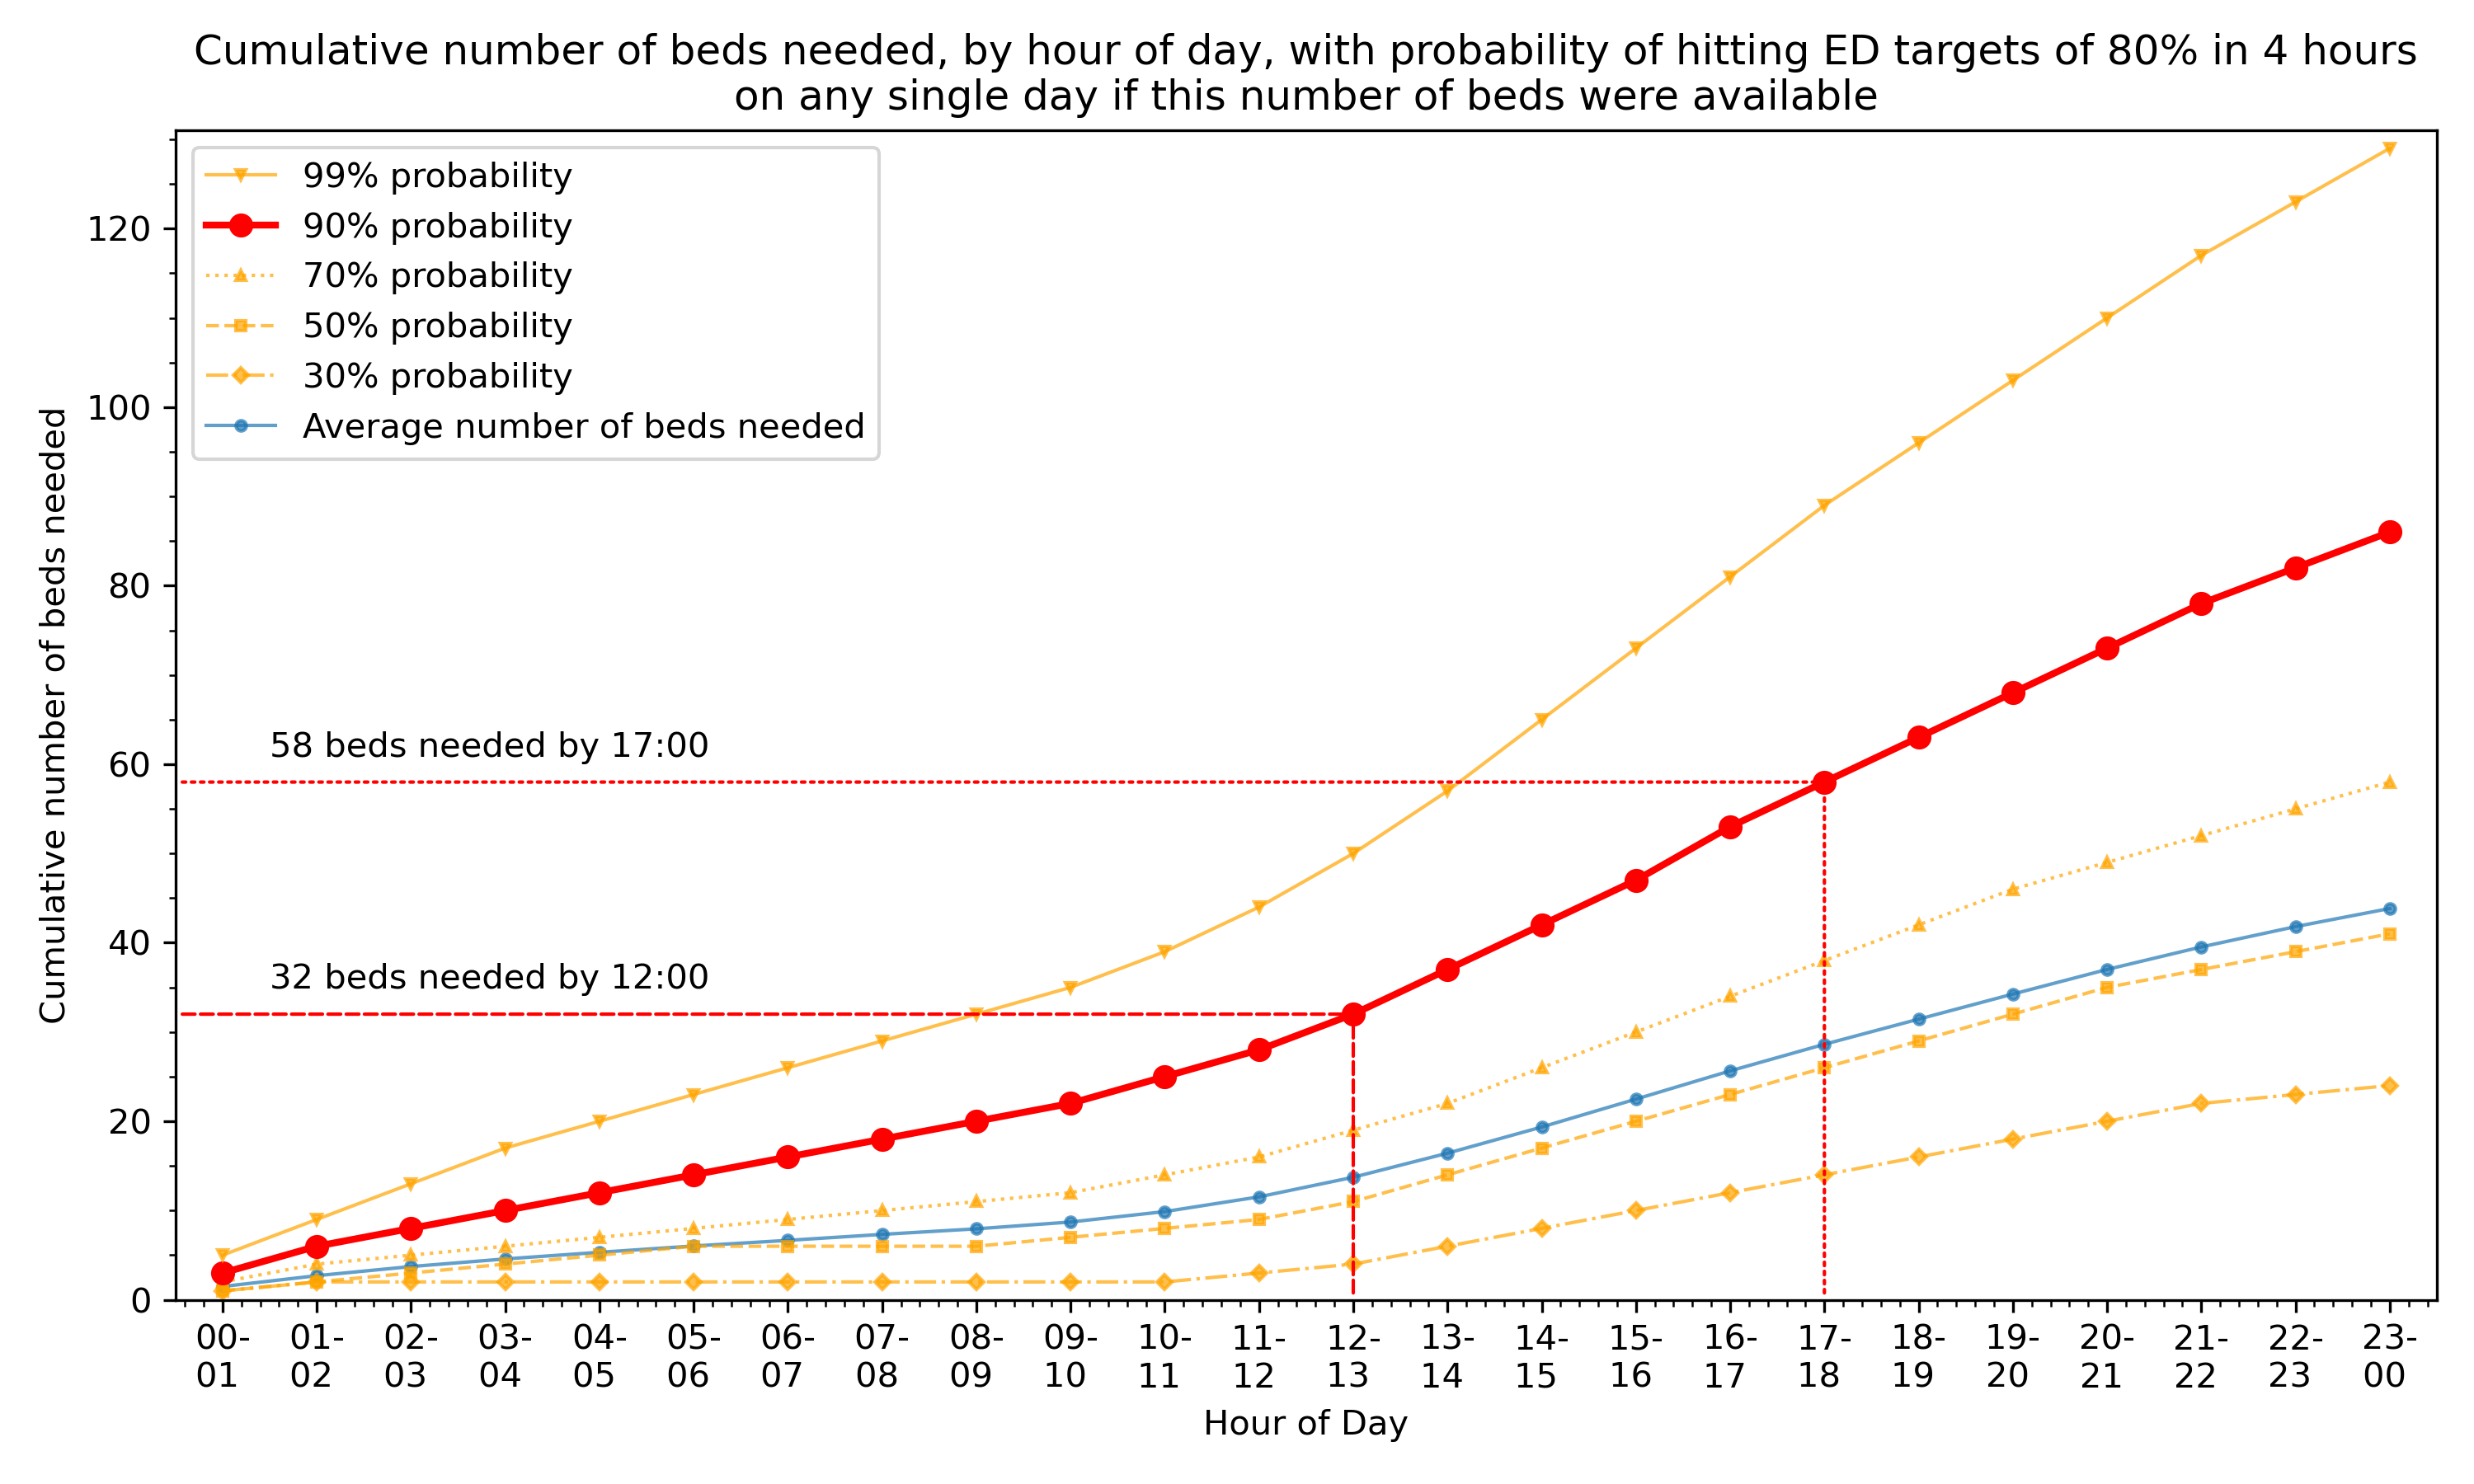 Cumulative number of beds needed, by hour of day, with probability of hitting ED targets of 80% in 4 hours
on any single day if this number of beds were available
99% probability
90% probability
70% probability
50% probability
30% probability
Average number of beds needed
Cumulative number of beds needed
120
100
80
60
40
20
0
58 beds needed by 17:00
32 beds needed by 12:00
00- 01- 02- 03- 04- 05- 06- 07- 08- 09- 10- 11- 12- 13- 14- 15- 16- 17- 18- 19- 20- 21- 22- 23-
01 02 03 04 05 06 07 08 09 10 11 12 13 14 15 16 17 18 19 20 21 22 23 00
Hour of Day